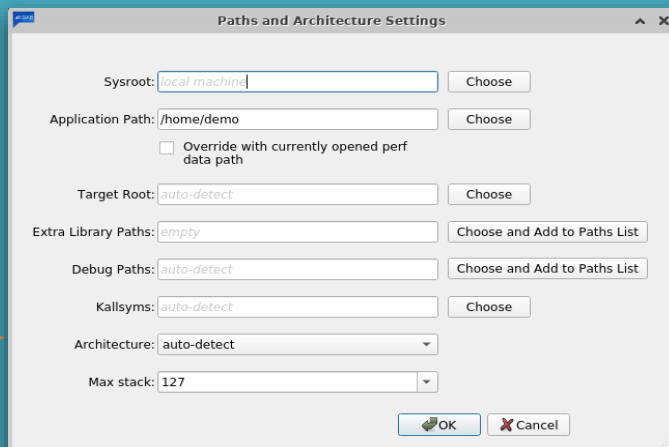 Paths and Architecture Settings
Sysroot: local machine Choose
Application Path: /home/demo Choose
Override with currently opened perf
data path
Target Root: auto-detect Choose
Extra Library Paths: empty Choose and Add to Paths List
Debug Paths: auto-detect Choose and Add to Paths List
Kallsyms: auto-detect Choose
Architecture: auto-detect
Max stack: 127
OK Cancel